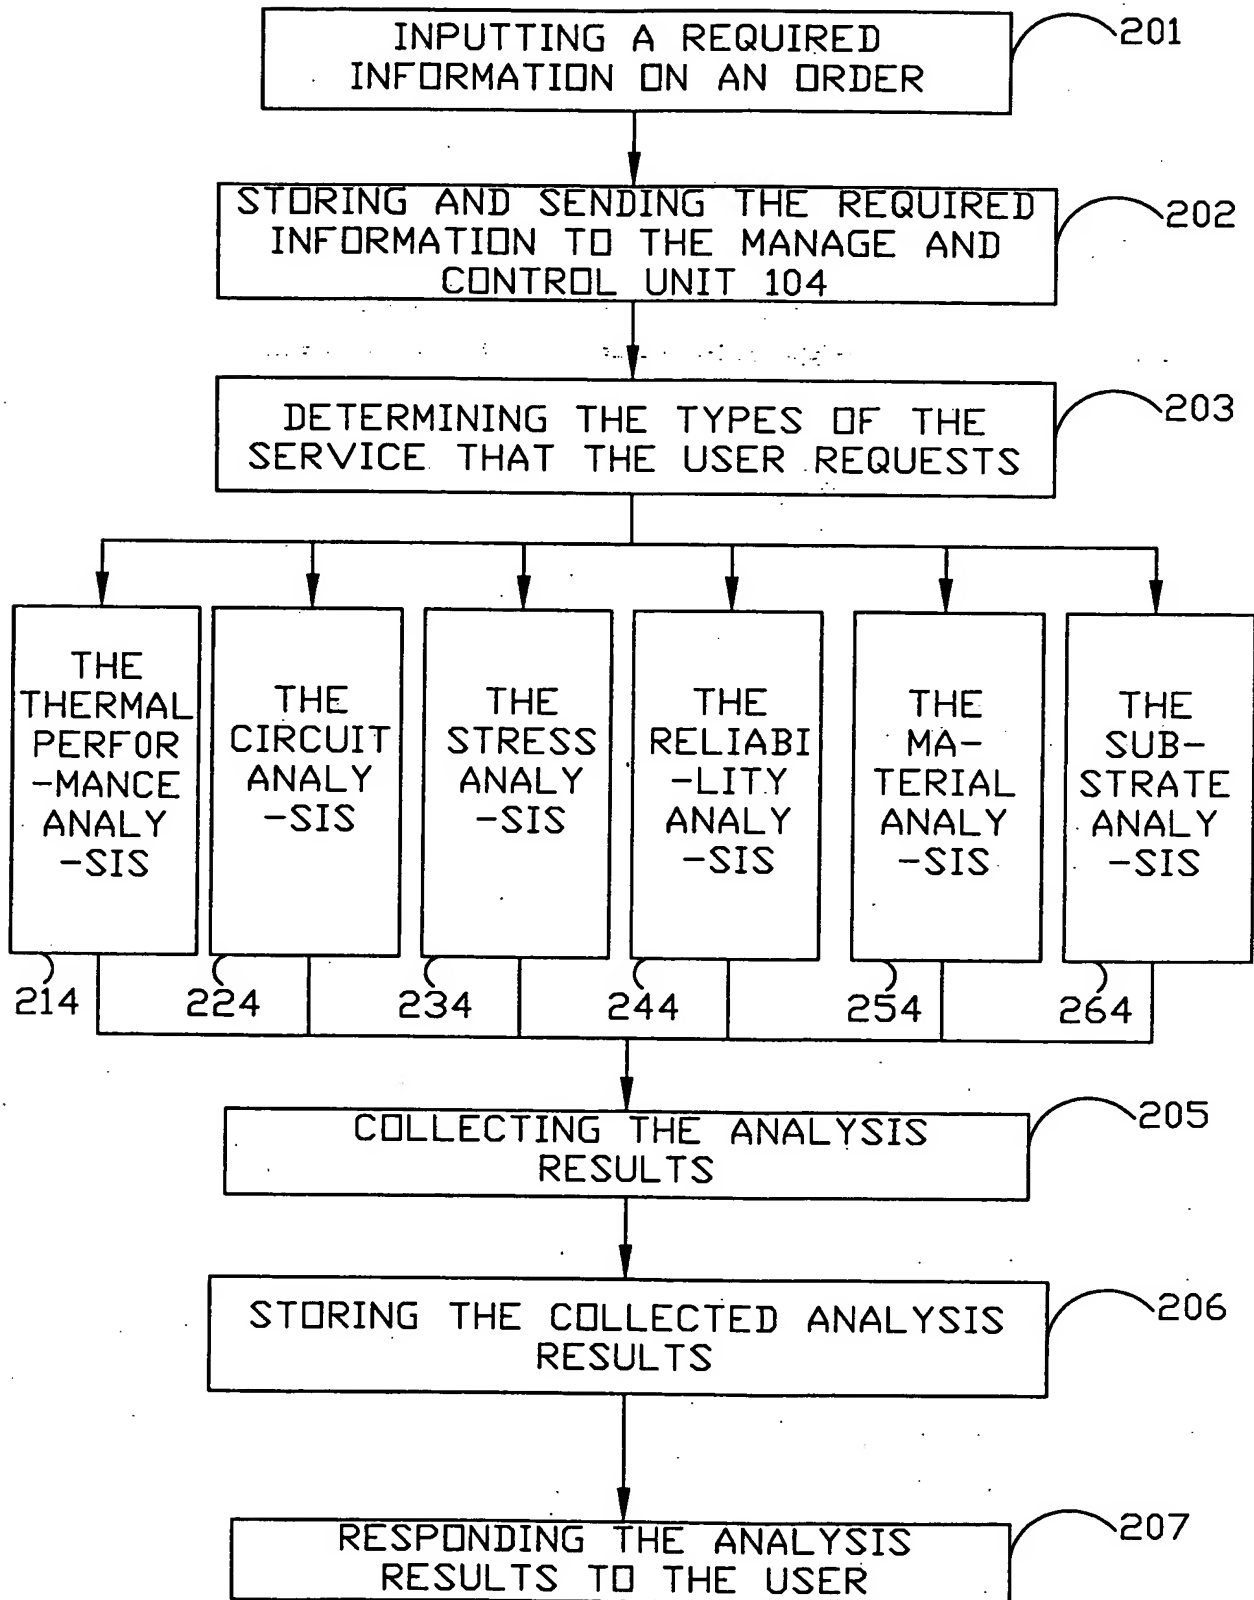 INPUTTING A REQUIRED
INFORMATION ON AN ORDER
201
STORING AND SENDING THE REQUIRED
INFORMATION TO THE MANAGE AND
CONTROL UNIT 104
202
DETERMINING THE TYPES OF THE
SERVICE THAT THE USER REQUESTS
203
THE
THERMAL
PERFOR
-MANCE
ANALY
-SIS
214
THE
CIRCUIT
ANALY
-SIS
224
THE
STRESS
ANALY
-SIS
234
THE
RELIABI
-LITY
ANALY
-SIS
244
THE
MA-
TERIAL
ANALY
-SIS
254
THE
SUB-
STRATE
ANALY
-SIS
264
COLLECTING THE ANALYSIS
RESULTS
205
STORING THE COLLECTED ANALYSIS
RESULTS
206
RESPONDING THE ANALYSIS
RESULTS TO THE USER
207